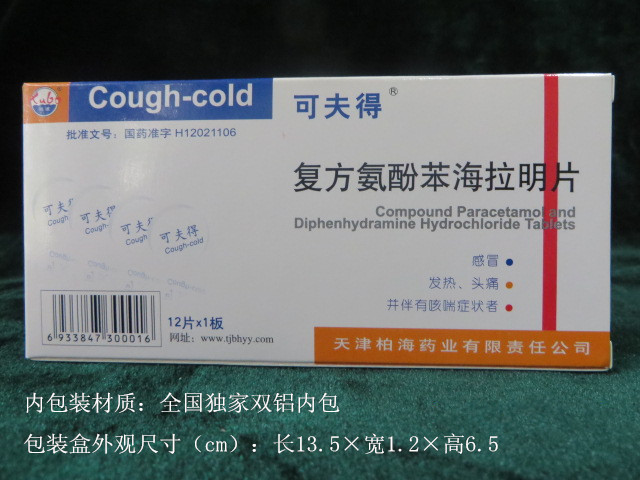 Kuba
Cough-cold
可夫得®
批准文号：国药准字 H12021106
复方氨酚苯海拉明片
Compound Paracetamol and
Diphenhydramine Hydrochloride Tablets
可夫得
Cough-cold
可夫得
Cough-cold
可夫得
Cough-cold
可夫得
Cough-cold
感冒
发热、头痛
并伴有咳喘症状者
6 933847 300016
12片x1板
网址：www.tjbhyy.com
天津柏海药业有限责任公司
内包装材质：全国独家双铝内包
包装盒外观尺寸（cm）：长13.5×宽1.2×高6.5